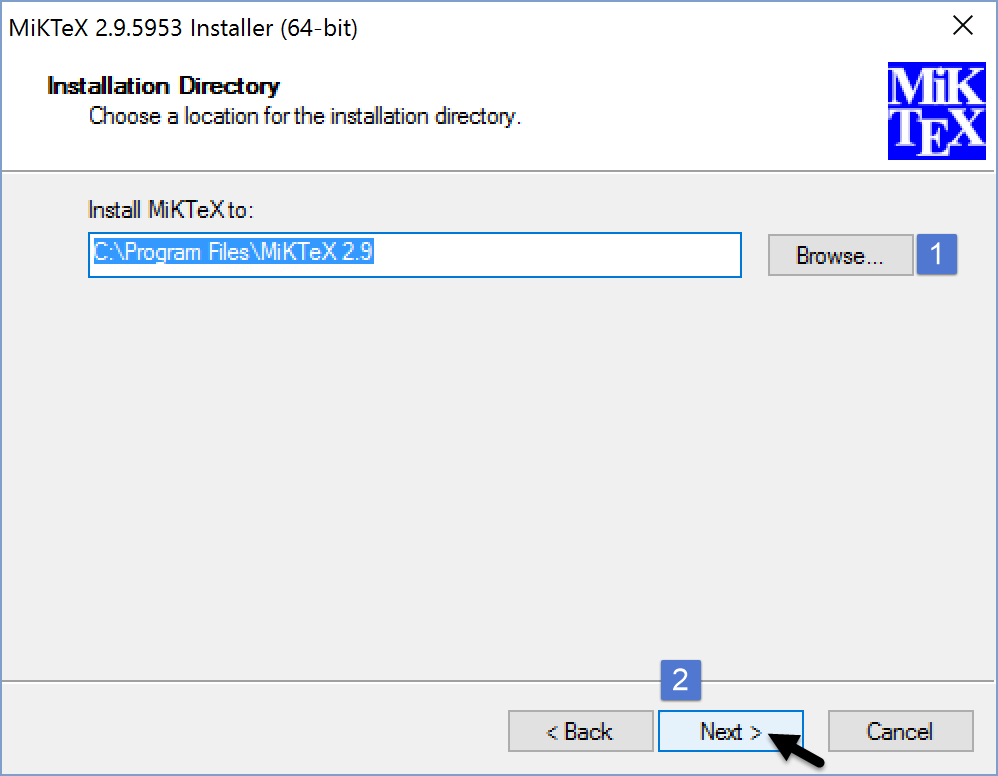 MiKTeX 2.9.5953 Installer (64-bit)
Installation Directory
Choose a location for the installation directory.
MiK
TEX
Install MiKTeX to:
C:\Program Files\MiKTeX 2.9
Browse...
1
2
< Back
Next >
Cancel